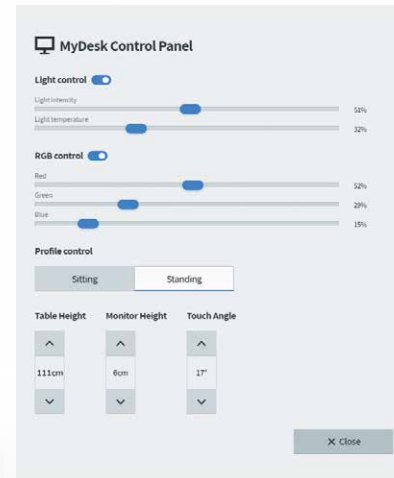 MyDesk Control Panel
Light control
Light intensity
51%
Light temperature
32%
RGB control
Red
52%
Green
29%
Blue
15%
Profile control
Sitting Standing
Table Height Monitor Height Touch Angle
111cm 6cm 17°
Close